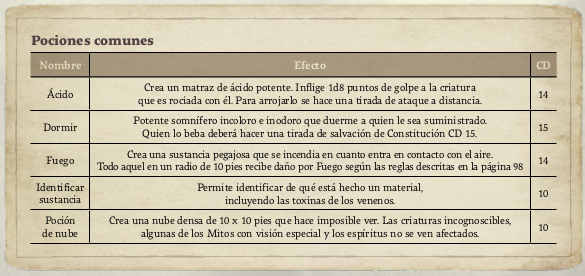 Pociones comunes
Nombre Efecto CD
Ácido
Crea un matraz de ácido potente. Inflige 1d8 puntos de golpe a la criatura
que es rociada con él. Para arrojarlo se hace una tirada de ataque a distancia.
14
Dormir
Potente somnífero incoloro e inodoro que duerme a quien le sea suministrado.
Quien lo beba deberá hacer una tirada de salvación de Constitución CD 15.
15
Fuego
Crea una sustancia pegajosa que se incendia en cuanto entra en contacto con el aire.
Todo aquel en un radio de 10 pies recibe daño por Fuego según las reglas descritas en la página 98
14
Identificar
sustancia
Permite identificar de qué está hecho un material,
incluyendo las toxinas de los venenos.
10
Poción
de nube
Crea una nube densa de 10 x 10 pies que hace imposible ver. Las criaturas incognoscibles,
algunas de los Mitos con visión especial y los espíritus no se ven afectados.
10